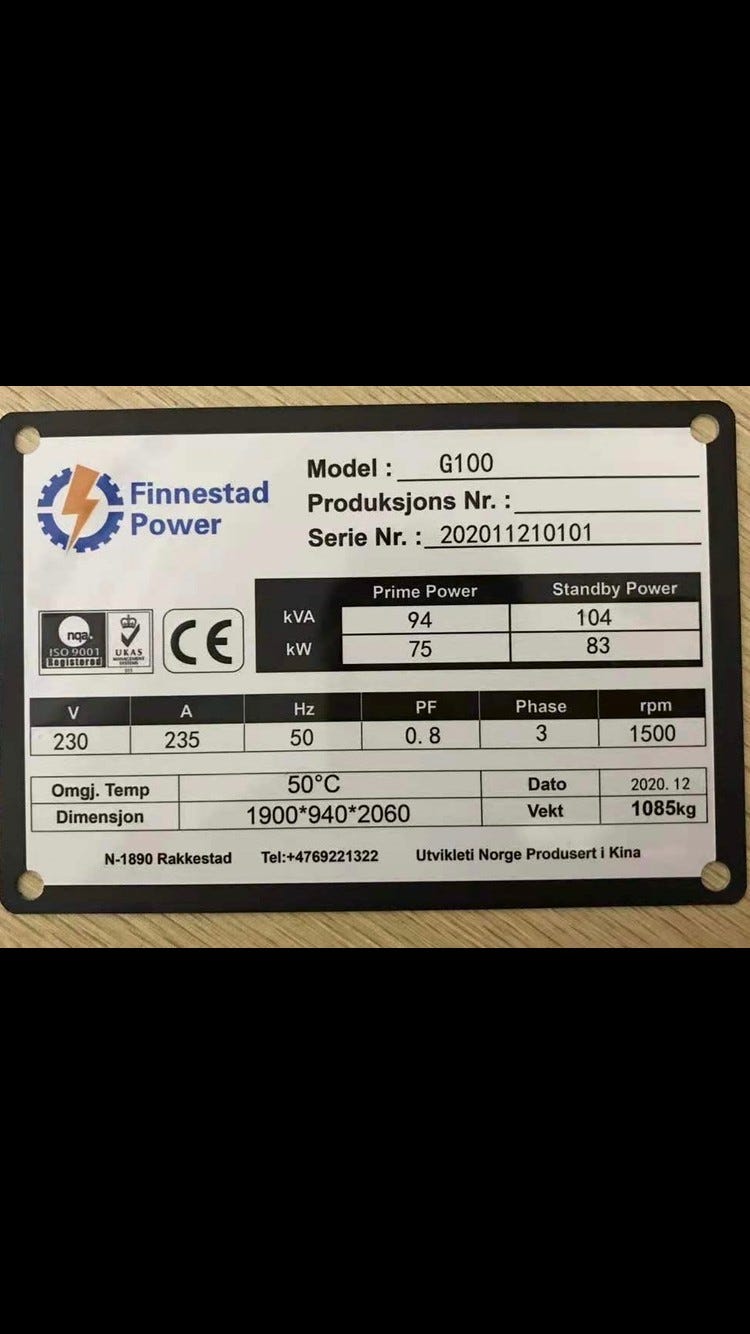 Finnestad
Power
Model : G100
Produksjons Nr. :
Serie Nr. : 202011210101
nqa.
ISO 9001
Registered
UKAS
MANAGEMENT
SYSTEMS
CE
Prime Power Standby Power
kVA 94 104
kW 75 83
V A Hz PF Phase rpm
230 235 50 0.8 3 1500
Omgj. Temp 50°C Dato 2020.12
Dimensjon 1900*940*2060 Vekt 1085kg
N-1890 Rakkestad Tel:+4769221322 Utvikleti Norge Produsert i Kina